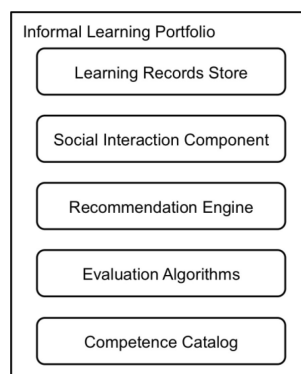 Informal Learning Portfolio
Learning Records Store
Social Interaction Component
Recommendation Engine
Evaluation Algorithms
Competence Catalog